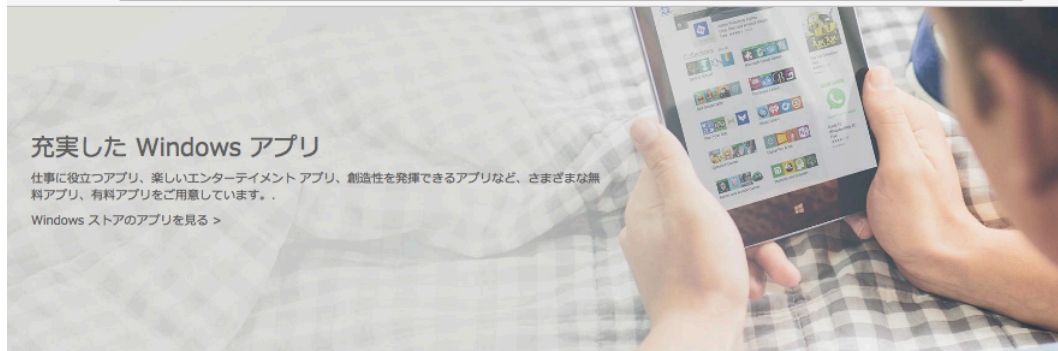 充実した Windows アプリ
仕事に役立つアプリ、楽しいエンターテイメント アプリ、創造性を発揮できるアプリなど、さまざまな無
料アプリ、有料アプリをご用意しています。.
Windows ストアのアプリを見る >